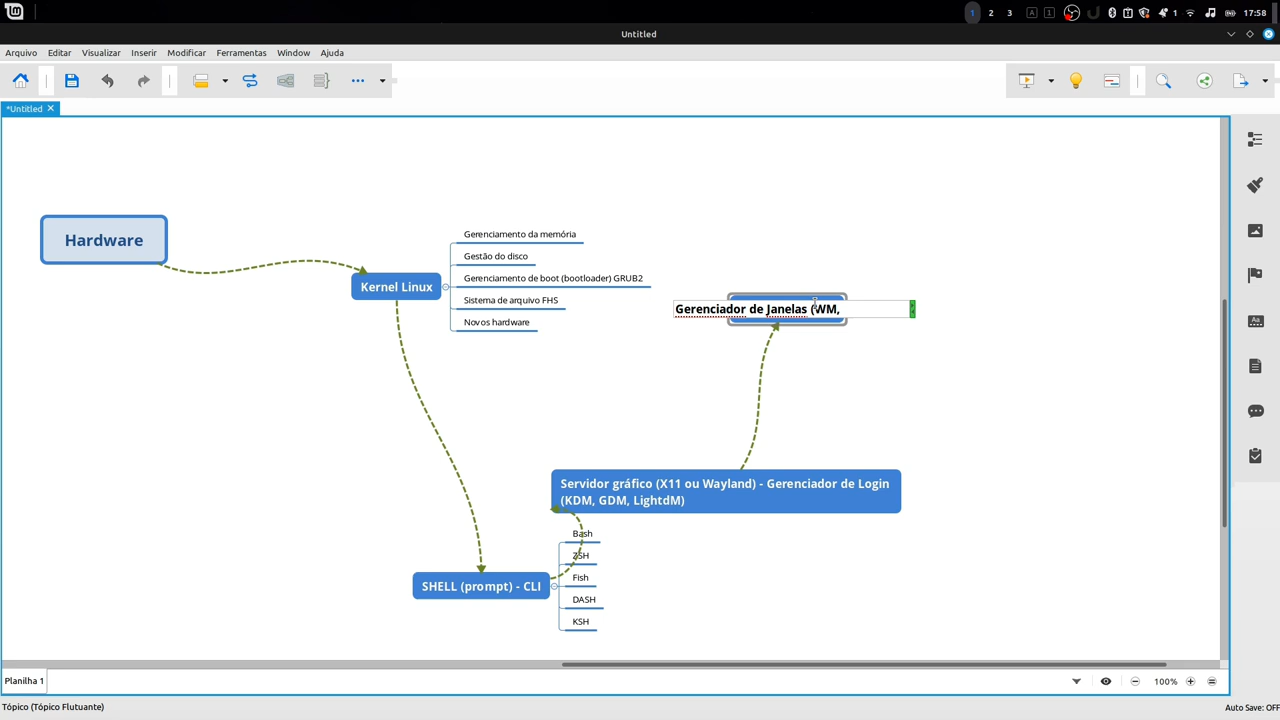 1 2 3 A 1 1 17:58
Untitled
Arquivo Editar Visualizar Inserir Modificar Ferramentas Window Ajuda
*Untitled
Hardware
Kernel Linux
Gerenciamento da memória
Gestão do disco
Gerenciamento de boot (bootloader) GRUB2
Sistema de arquivo FHS
Novos hardware
Gerenciador de Janelas (WM,
Servidor gráfico (X11 ou Wayland) - Gerenciador de Login
(KDM, GDM, LightdM)
SHELL (prompt) - CLI
Bash
ZSH
Fish
DASH
KSH
Aa
Planilha 1
100%
Tópico (Tópico Flutuante)
Auto Save: OFF